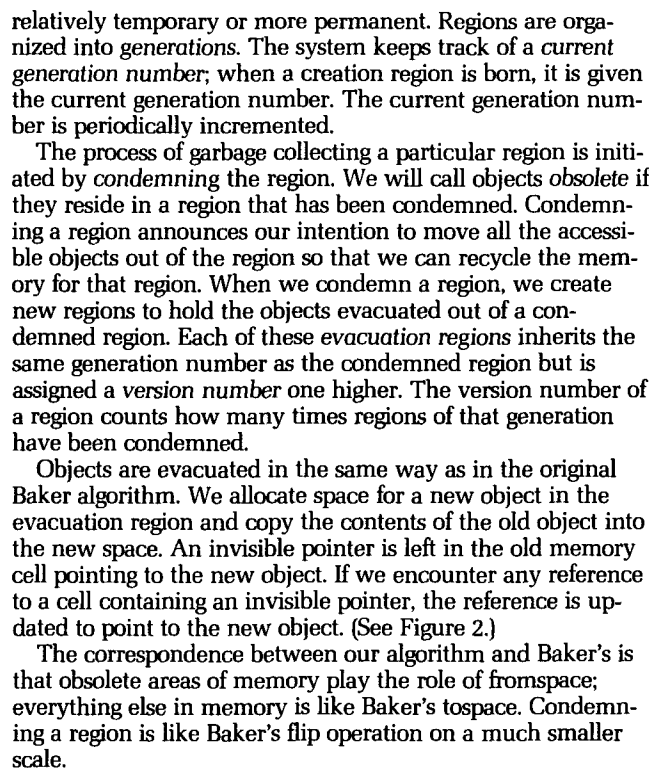 relatively temporary or more permanent. Regions are orga-
nized into generations. The system keeps track of a current
generation number; when a creation region is born, it is given
the current generation number. The current generation num-
ber is periodically incremented.
The process of garbage collecting a particular region is initi-
ated by condemning the region. We will call objects obsolete if
they reside in a region that has been condemned. Condemn-
ing a region announces our intention to move all the accessi-
ble objects out of the region so that we can recycle the mem-
ory for that region. When we condemn a region, we create
new regions to hold the objects evacuated out of a con-
demned region. Each of these evacuation regions inherits the
same generation number as the condemned region but is
assigned a version number one higher. The version number of
a region counts how many times regions of that generation
have been condemned.
Objects are evacuated in the same way as in the original
Baker algorithm. We allocate space for a new object in the
evacuation region and copy the contents of the old object into
the new space. An invisible pointer is left in the old memory
cell pointing to the new object. If we encounter any reference
to a cell containing an invisible pointer, the reference is up-
dated to point to the new object. (See Figure 2.)
The correspondence between our algorithm and Baker's is
that obsolete areas of memory play the role of fromspace;
everything else in memory is like Baker's tospace. Condemn-
ing a region is like Baker's flip operation on a much smaller
scale.